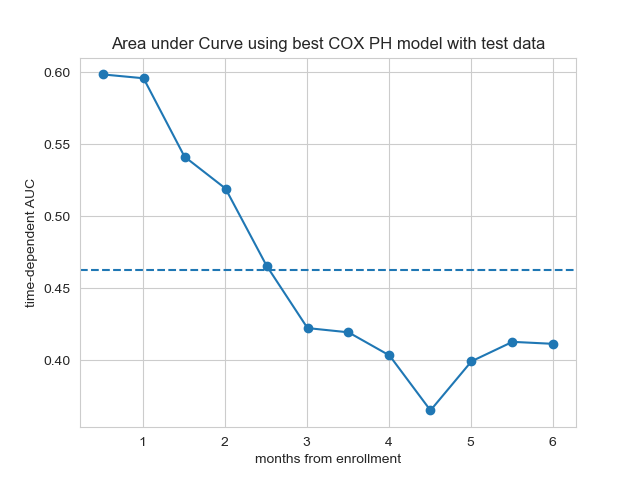 Area under Curve using best COX PH model with test data
time-dependent AUC
0.60
0.55
0.50
0.45
0.40
1 2 3 4 5 6
months from enrollment